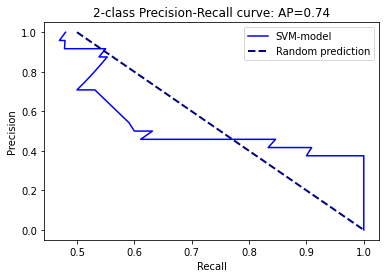 2-class Precision-Recall curve: AP=0.74
SVM-model
Random prediction
Precision
1.0
0.8
0.6
0.4
0.2
0.0
0.5
0.6
0.7
0.8
0.9
1.0
Recall